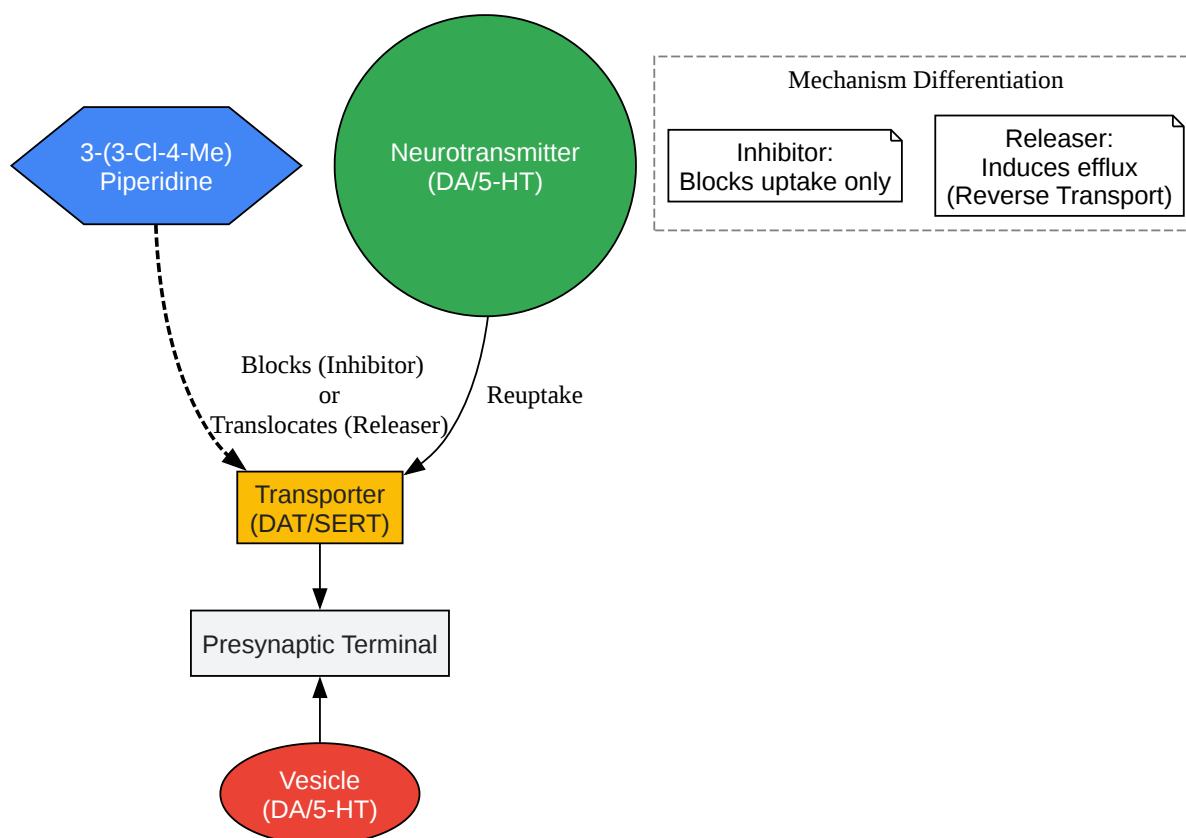 Mechanism Differentiation
3-(3-Cl-4-Me)
Piperidine
Neurotransmitter
(DA/5-HT)
Inhibitor:
Blocks uptake only
Releaser:
Induces efflux
(Reverse Transport)
Blocks (Inhibitor)
or
Translocates (Releaser)
Reuptake
Transporter
(DAT/SERT)
Presynaptic Terminal
Vesicle
(DA/5-HT)